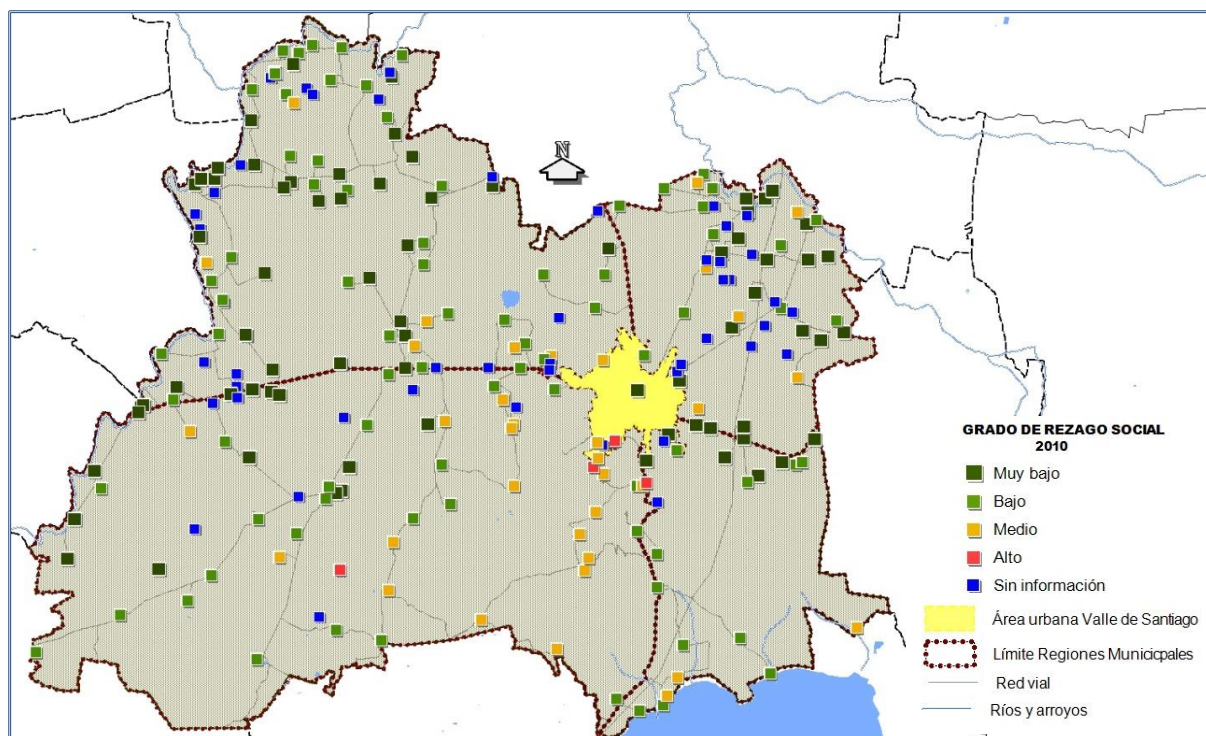 N
GRADO DE REZAGO SOCIAL
2010
Muy bajo
Bajo
Medio
Alto
Sin información
Área urbana Valle de Santiago
Límite Regiones Municicpales
Red vial
Ríos y arroyos